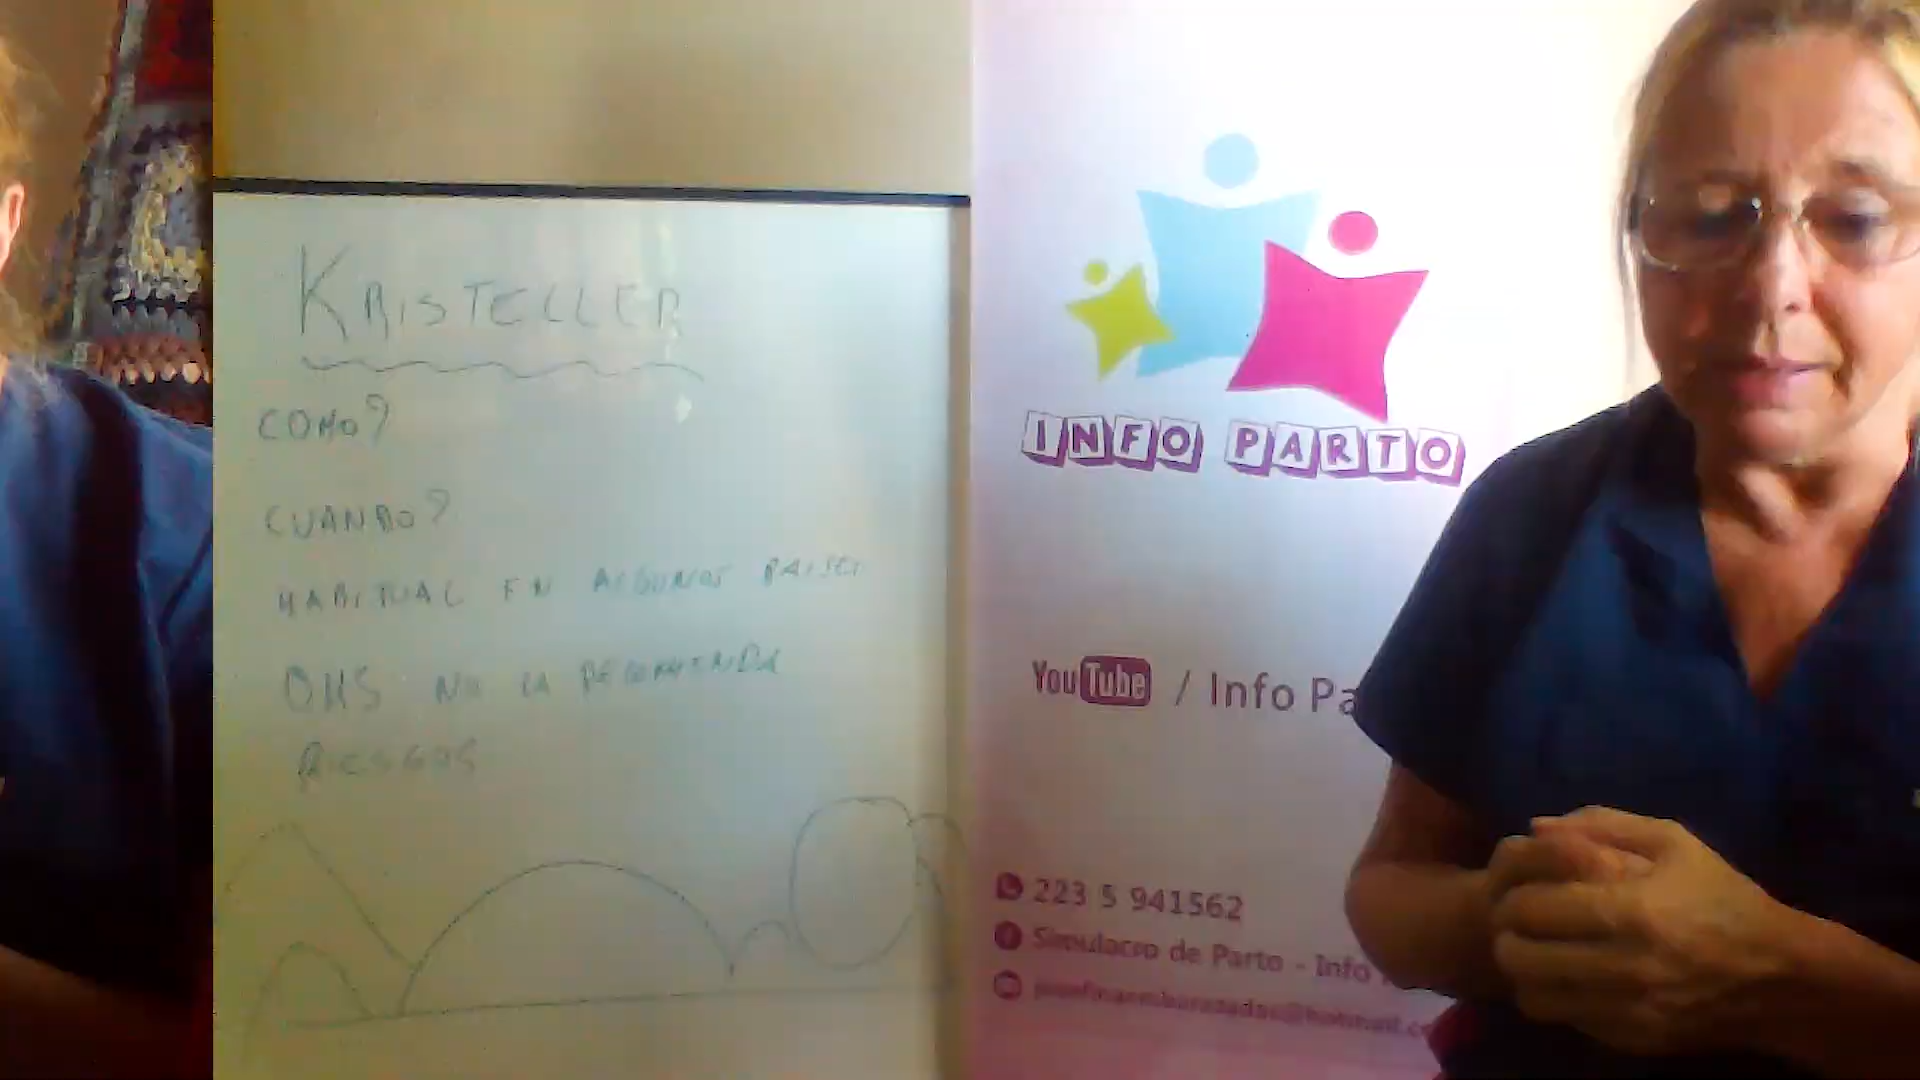 KRISTELLER
COMO?
CUANDO?
HABITUAL EN ALGUNOS PAISES
OMS NO LA RECOMIENDA
RIESGOS
INFO PARTO
YouTube / Info Pa
223 5 941562
Simulacro de Parto - Info